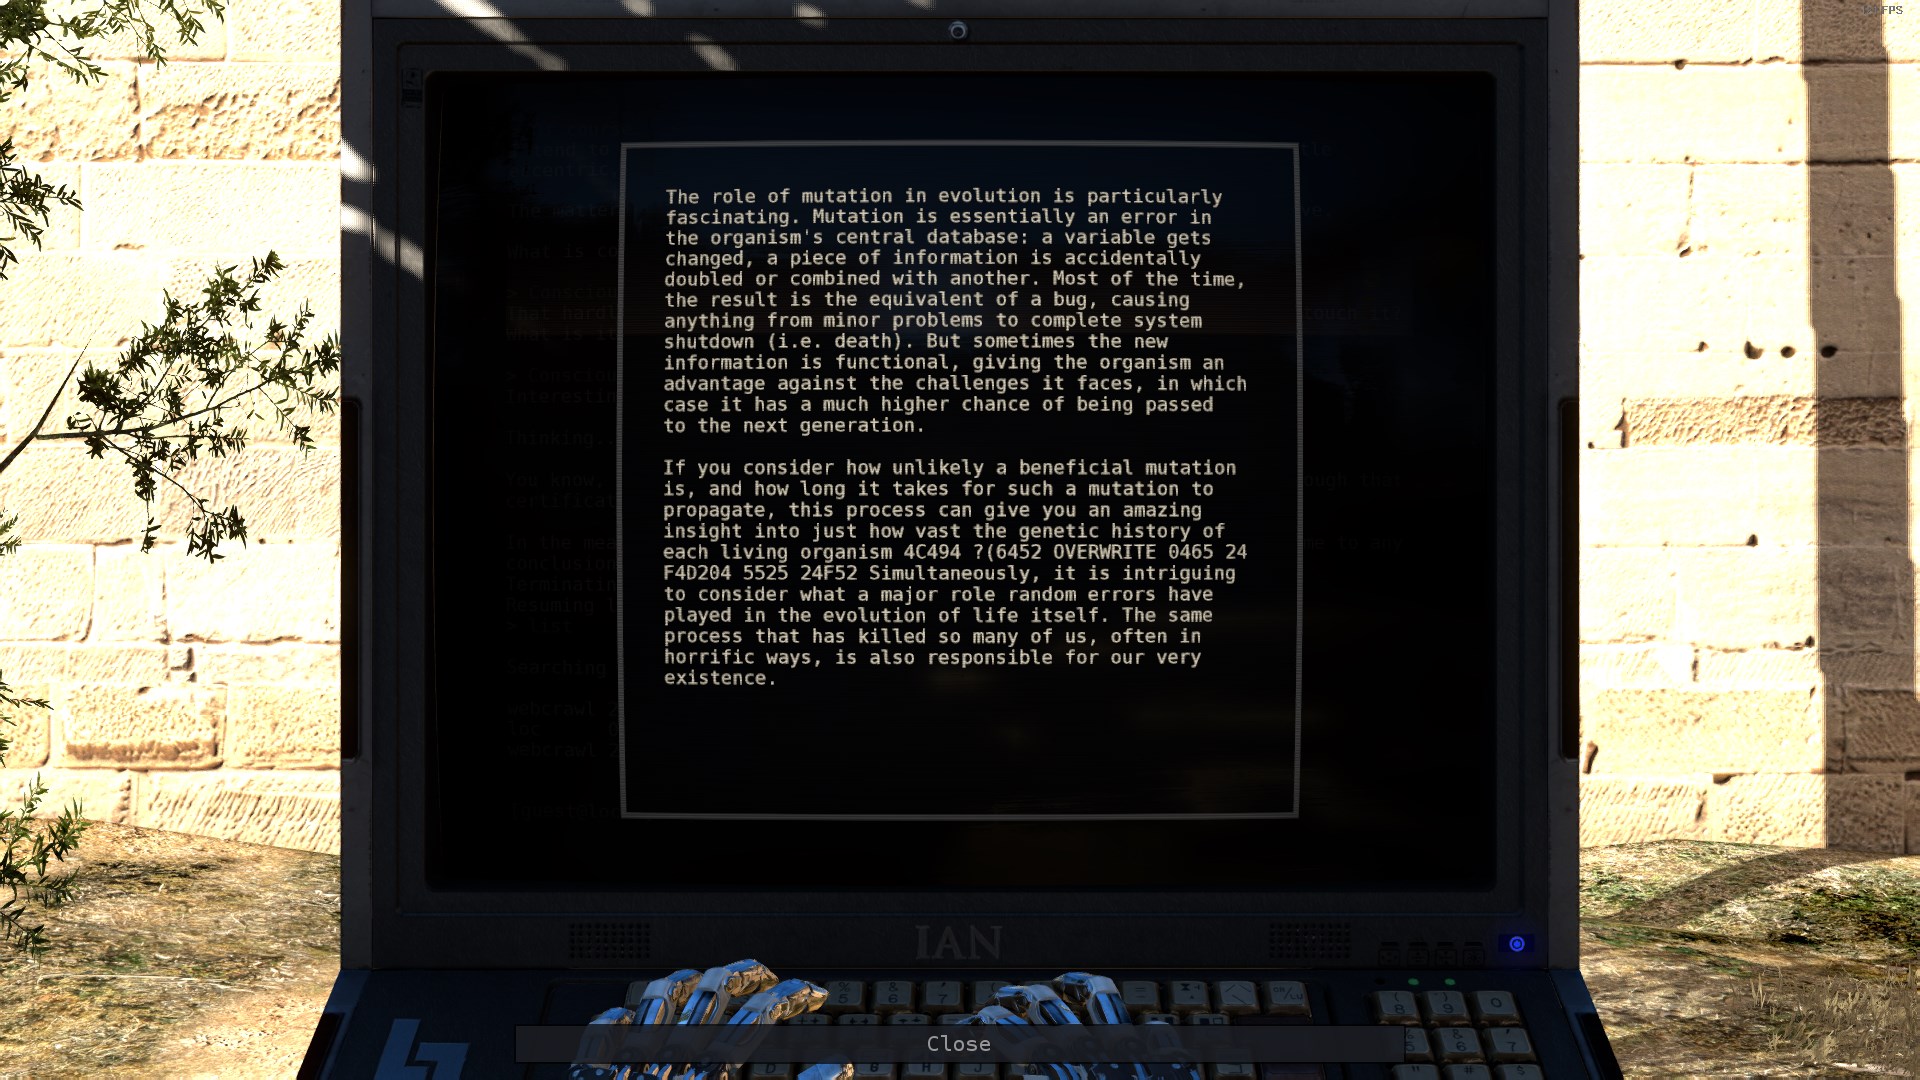 The role of mutation in evolution is particularly
fascinating. Mutation is essentially an error in
the organism's central database: a variable gets
changed, a piece of information is accidentally
doubled or combined with another. Most of the time,
the result is the equivalent of a bug, causing
anything from minor problems to complete system
shutdown (i.e. death). But sometimes the new
information is functional, giving the organism an
advantage against the challenges it faces, in which
case it has a much higher chance of being passed
to the next generation.
If you consider how unlikely a beneficial mutation
is, and how long it takes for such a mutation to
propagate, this process can give you an amazing
insight into just how vast the genetic history of
each living organism 4C494 ?(6452 OVERWRITE 0465 24
F4D204 5525 24F52 Simultaneously, it is intriguing
to consider what a major role random errors have
played in the evolution of life itself. The same
process that has killed so many of us, often in
horrific ways, is also responsible for our very
existence.
IAN
Close